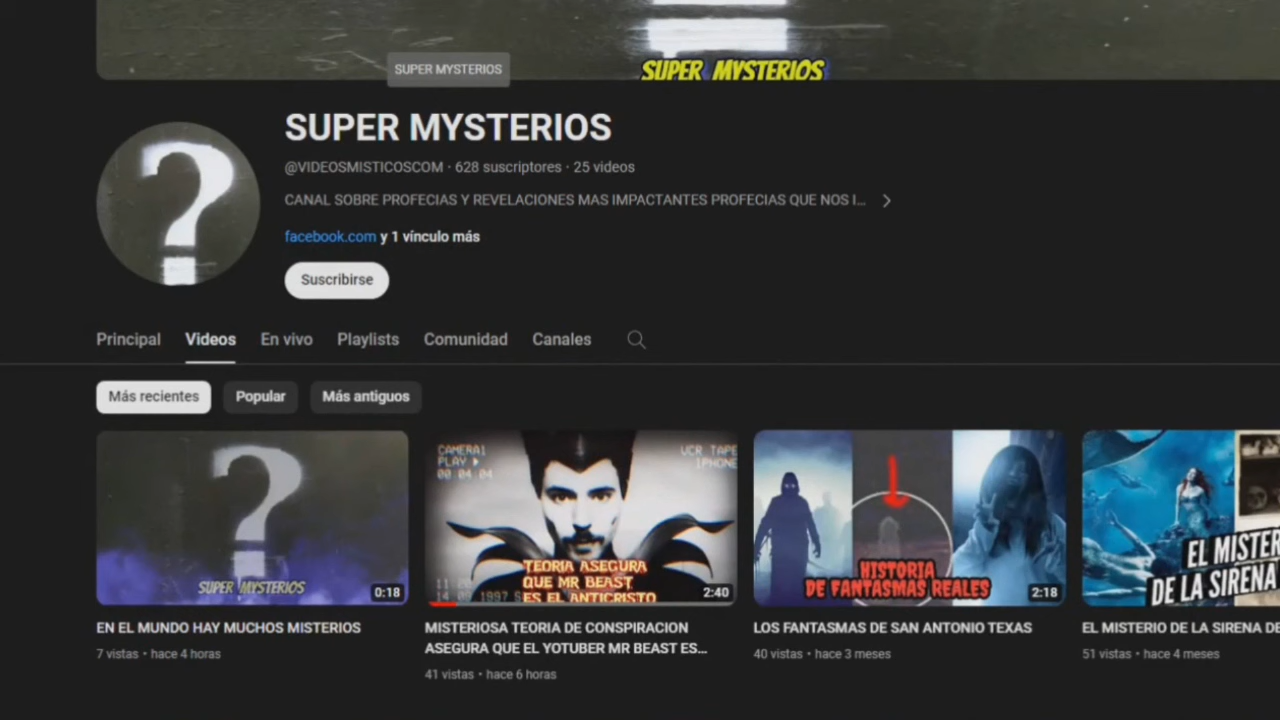 SUPER MYSTERIOS
SUPER MYSTERIOS
SUPER MYSTERIOS
@VIDEOSMISTICOSCOM · 628 suscriptores · 25 videos
CANAL SOBRE PROFECIAS Y REVELACIONES MAS IMPACTANTES PROFECIAS QUE NOS I...
facebook.com y 1 vínculo más
Suscribirse
Principal Videos En vivo Playlists Comunidad Canales
Más recientes Popular Más antiguos
SUPER MYSTERIOS
0:18
CAMERA1
PLAY
00:04:04
VCR TAPE
IPHONE
TEORIA ASEGURA
QUE MR BEAST
ES EL ANTICRISTO
2:40
HISTORIA
DE FANTASMAS REALES
2:18
EL MISTER
DE LA SIRENA
EN EL MUNDO HAY MUCHOS MISTERIOS
7 vistas • hace 4 horas
MISTERIOSA TEORIA DE CONSPIRACION
ASEGURA QUE EL YOTUBER MR BEAST ES...
41 vistas • hace 6 horas
LOS FANTASMAS DE SAN ANTONIO TEXAS
40 vistas • hace 3 meses
EL MISTERIO DE LA SIRENA DE
51 vistas • hace 4 meses